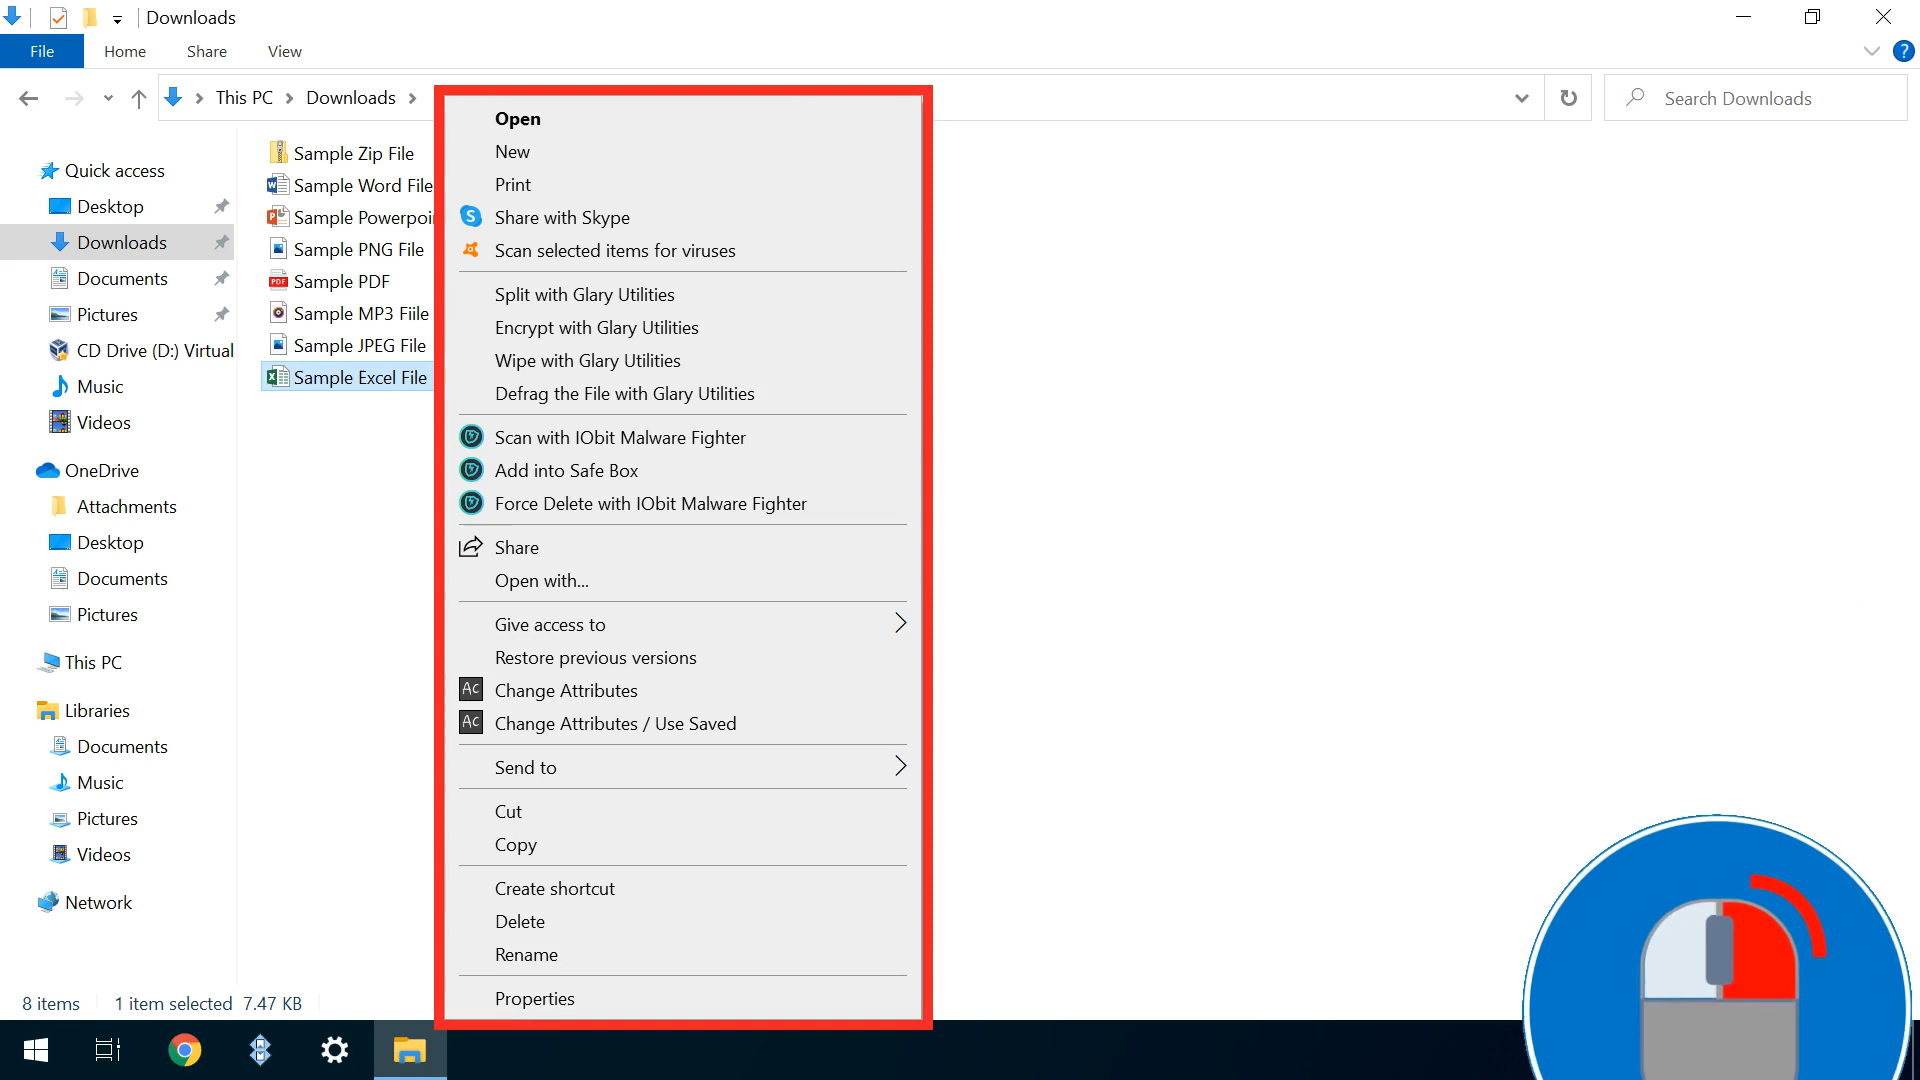 Downloads
File
Home
Share
View
?
This PC
Downloads
Search Downloads
Quick access
Desktop
Downloads
Documents
Pictures
CD Drive (D:) Virtual
Music
Videos
OneDrive
Attachments
Desktop
Documents
Pictures
This PC
Libraries
Documents
Music
Pictures
Videos
Network
Sample Zip File
Sample Word File
Sample Powerpoi
Sample PNG File
PDF
Sample PDF
Sample MP3 Fiile
Sample JPEG File
Sample Excel File
Open
New
Print
S
Share with Skype
Scan selected items for viruses
Split with Glary Utilities
Encrypt with Glary Utilities
Wipe with Glary Utilities
Defrag the File with Glary Utilities
Scan with IObit Malware Fighter
Add into Safe Box
Force Delete with IObit Malware Fighter
Share
Open with...
Give access to
Restore previous versions
AC
Change Attributes
AC
Change Attributes / Use Saved
Send to
Cut
Copy
Create shortcut
Delete
Rename
Properties
8 items
1 item selected 7.47 KB